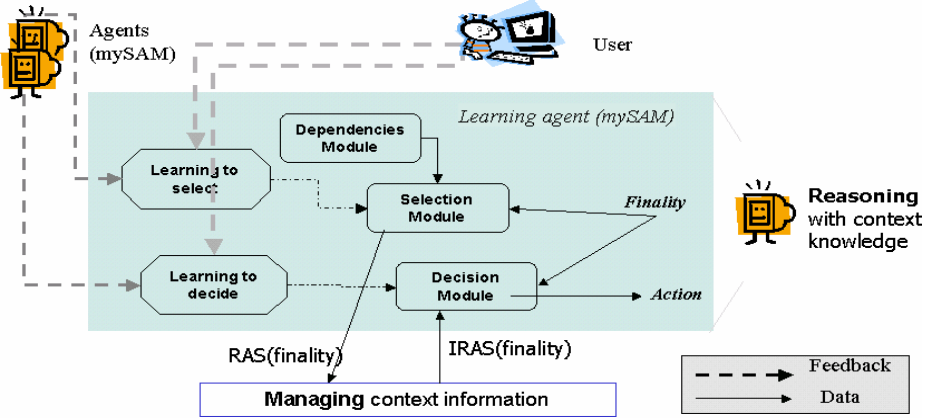 Agents
(mySAM)
User
Learning agent (mySAM)
Dependencies
Module
Learning to
select
Selection
Module
Finality
Reasoning
with context
knowledge
Learning to
decide
Decision
Module
Action
RAS(finality)
IRAS(finality)
Managing context information
Feedback
Data